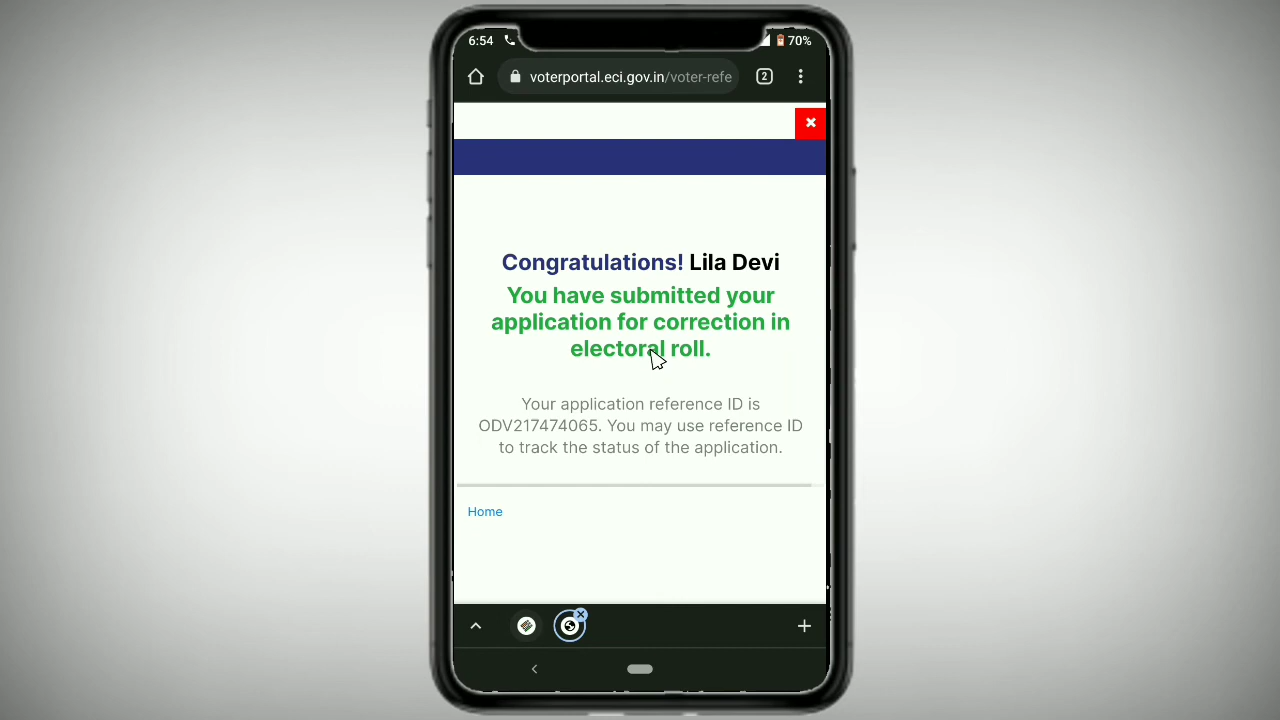 6:54
70%
voterportal.eci.gov.in/voter-refe
2
Congratulations! Lila Devi
You have submitted your
application for correction in
electoral roll.
Your application reference ID is
ODV217474065. You may use reference ID
to track the status of the application.
Home